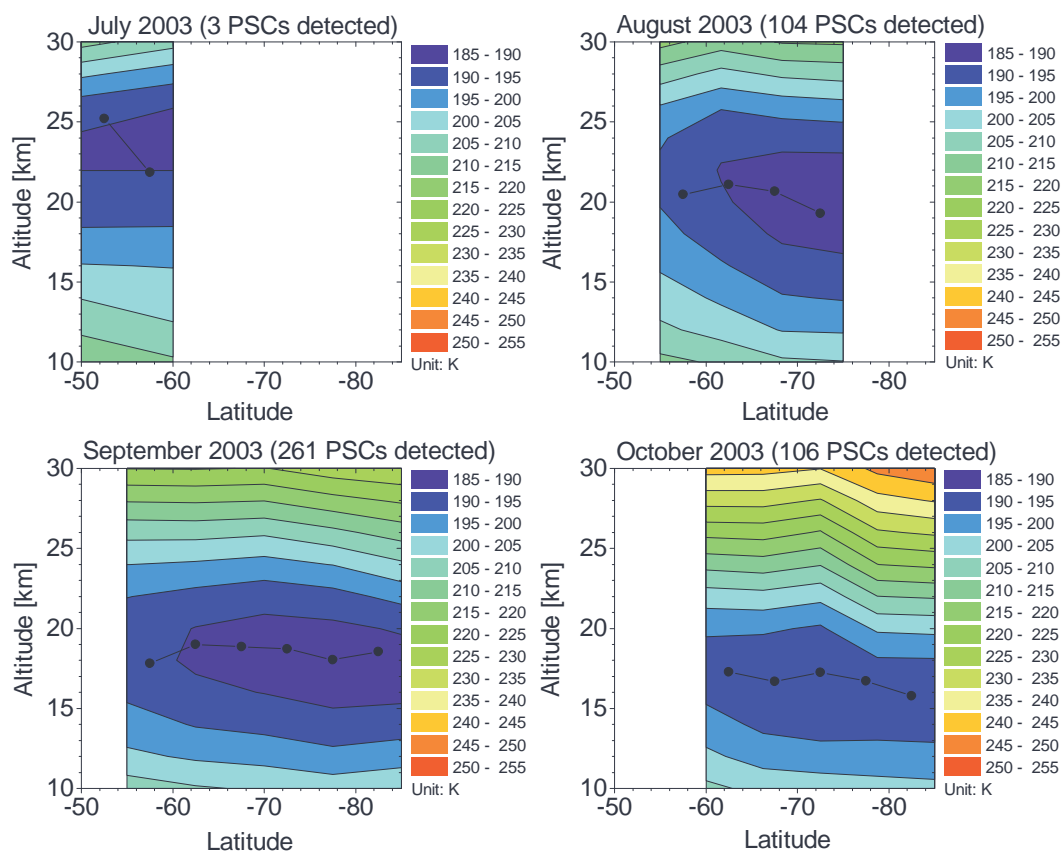 July 2003 (3 PSCs detected)
30
25
20
15
10
Altitude [km]
-50
-60
-70
-80
Latitude
185 - 190
190 - 195
195 - 200
200 - 205
205 - 210
210 - 215
215 - 220
220 - 225
225 - 230
230 - 235
235 - 240
240 - 245
245 - 250
250 - 255
Unit: K
August 2003 (104 PSCs detected)
30
25
20
15
10
Altitude [km]
-50
-60
-70
-80
Latitude
185 - 190
190 - 195
195 - 200
200 - 205
205 - 210
210 - 215
215 - 220
220 - 225
225 - 230
230 - 235
235 - 240
240 - 245
245 - 250
250 - 255
Unit: K
September 2003 (261 PSCs detected)
30
25
20
15
10
Altitude [km]
-50
-60
-70
-80
Latitude
185 - 190
190 - 195
195 - 200
200 - 205
205 - 210
210 - 215
215 - 220
220 - 225
225 - 230
230 - 235
235 - 240
240 - 245
245 - 250
250 - 255
Unit: K
October 2003 (106 PSCs detected)
30
25
20
15
10
Altitude [km]
-50
-60
-70
-80
Latitude
185 - 190
190 - 195
195 - 200
200 - 205
205 - 210
210 - 215
215 - 220
220 - 225
225 - 230
230 - 235
235 - 240
240 - 245
245 - 250
250 - 255
Unit: K